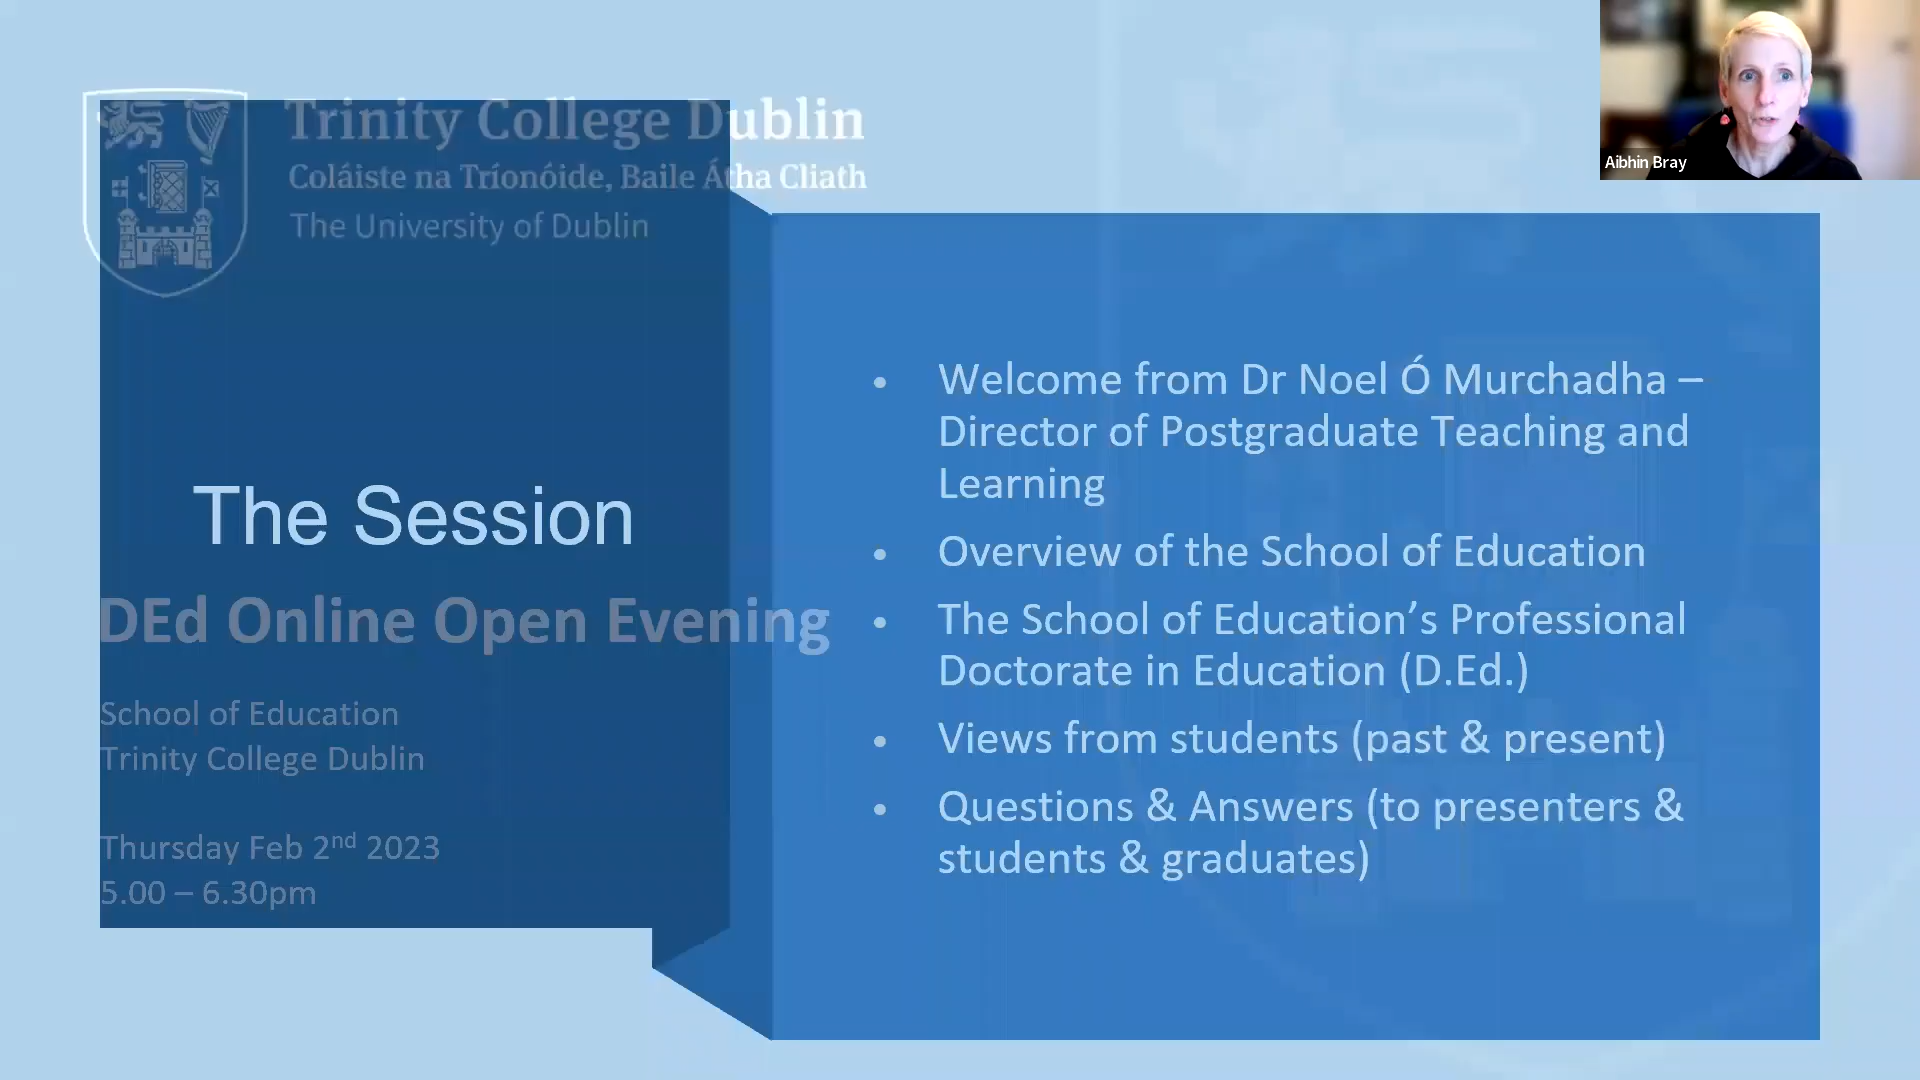 Trinity College Dublin
Coláiste na Tríonóide, Baile Átha Cliath
The University of Dublin
The Session
DEd Online Open Evening
School of Education
Trinity College Dublin
Thursday Feb 2nd 2023
5.00 – 6.30pm
• Welcome from Dr Noel Ó Murchadha –
Director of Postgraduate Teaching and
Learning
• Overview of the School of Education
• The School of Education’s Professional
Doctorate in Education (D.Ed.)
• Views from students (past & present)
• Questions & Answers (to presenters &
students & graduates)
Aibhin Bray